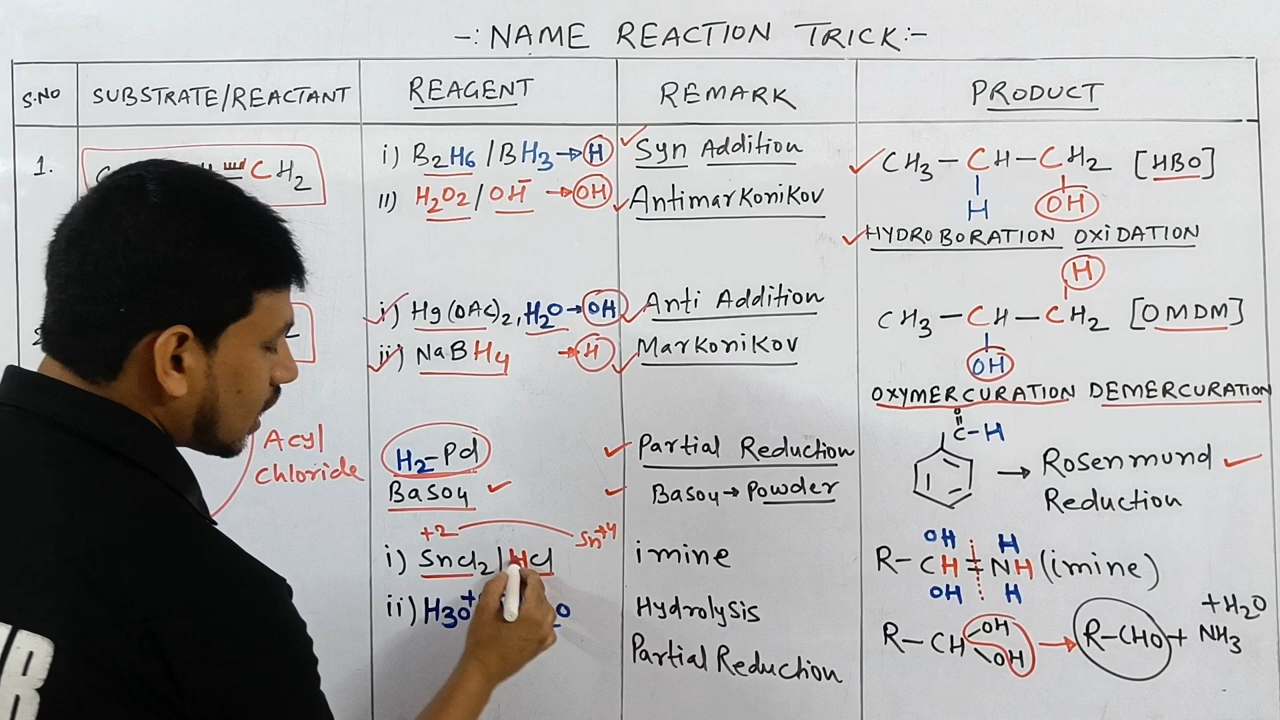 -: NAME REACTION TRICK:-
S.NO SUBSTRATE/REACTANT REAGENT REMARK PRODUCT
1. CH2 i) B2H6 / BH3 → H Syn Addition CH3 - CH - CH2 [HBO]
ii) H2O2 / OH- → OH AntimarKoniKov H OH
HYDROBORATION OXIDATION
H
i) Hg(OAc)2, H2O → OH Anti Addition CH3 - CH - CH2 [OMDM]
ii) NaBH4 → H MarKoniKov OH
OXYMERCURATION DEMERCURATION
Acyl Chloride H2-Pd Partial Reduction O C-H → Rosenmund Reduction
BaSO4 BaSO4 → Powder
+2 Sn+4
i) SnCl2 / HCl imine OH H R-CH=NH (imine) OH H
ii) H3O+ Hydrolysis +H2O
Partial Reduction R-CH OH OH → R-CHO + NH3